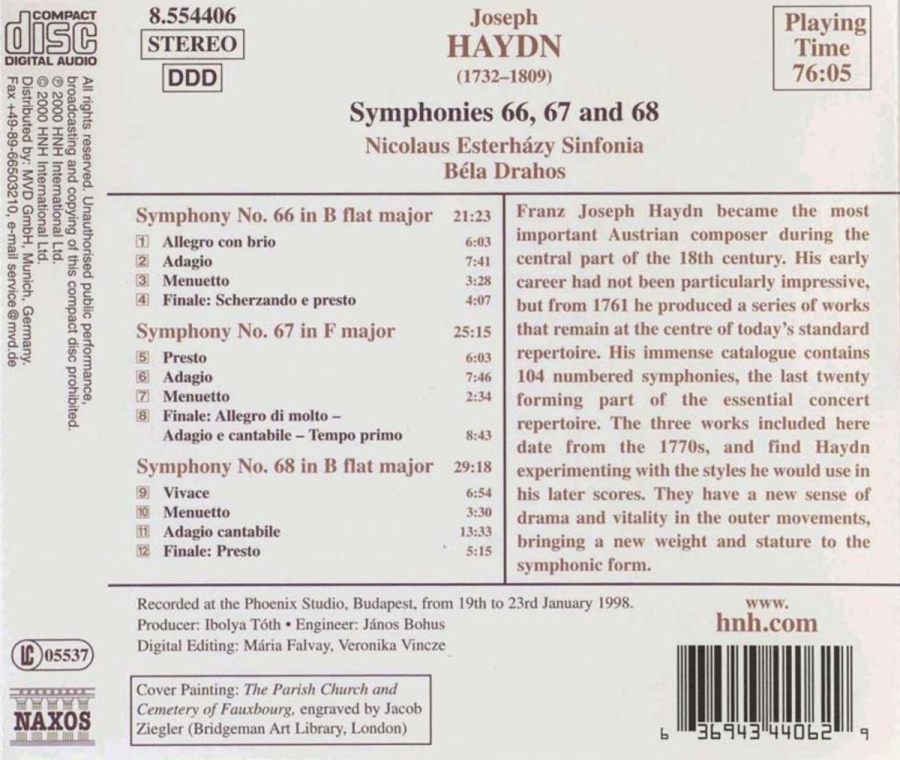 COMPACT
disc
DIGITAL AUDIO
All rights reserved. Unauthorised public performance,
broadcasting and copying of this compact disc prohibited.
℗ 2000 HNH International Ltd.
© 2000 HNH International Ltd.
Distributed by: MVD GmbH, Munich, Germany.
Fax +49-89-66503210, e-mail service@mvd.de
8.554406
STEREO
DDD
Joseph
HAYDN
(1732–1809)
Symphonies 66, 67 and 68
Nicolaus Esterházy Sinfonia
Béla Drahos
Playing
Time
76:05
Symphony No. 66 in B flat major 21:23
1 Allegro con brio 6:03
2 Adagio 7:41
3 Menuetto 3:28
4 Finale: Scherzando e presto 4:07
Symphony No. 67 in F major 25:15
5 Presto 6:03
6 Adagio 7:46
7 Menuetto 2:34
8 Finale: Allegro di molto –
Adagio e cantabile – Tempo primo 8:43
Symphony No. 68 in B flat major 29:18
9 Vivace 6:54
10 Menuetto 3:30
11 Adagio cantabile 13:33
12 Finale: Presto 5:15
Franz Joseph Haydn became the most
important Austrian composer during the
central part of the 18th century. His early
career had not been particularly impressive,
but from 1761 he produced a series of works
that remain at the centre of today's standard
repertoire. His immense catalogue contains
104 numbered symphonies, the last twenty
forming part of the essential concert
repertoire. The three works included here
date from the 1770s, and find Haydn
experimenting with the styles he would use in
his later scores. They have a new sense of
drama and vitality in the outer movements,
bringing a new weight and stature to the
symphonic form.
Recorded at the Phoenix Studio, Budapest, from 19th to 23rd January 1998.
Producer: Ibolya Tóth • Engineer: János Bohus
Digital Editing: Mária Falvay, Veronika Vincze
Cover Painting: The Parish Church and
Cemetery of Fauxbourg, engraved by Jacob
Ziegler (Bridgeman Art Library, London)
www.
hnh.com
6 36943 44062 9
LC 05537
NAXOS